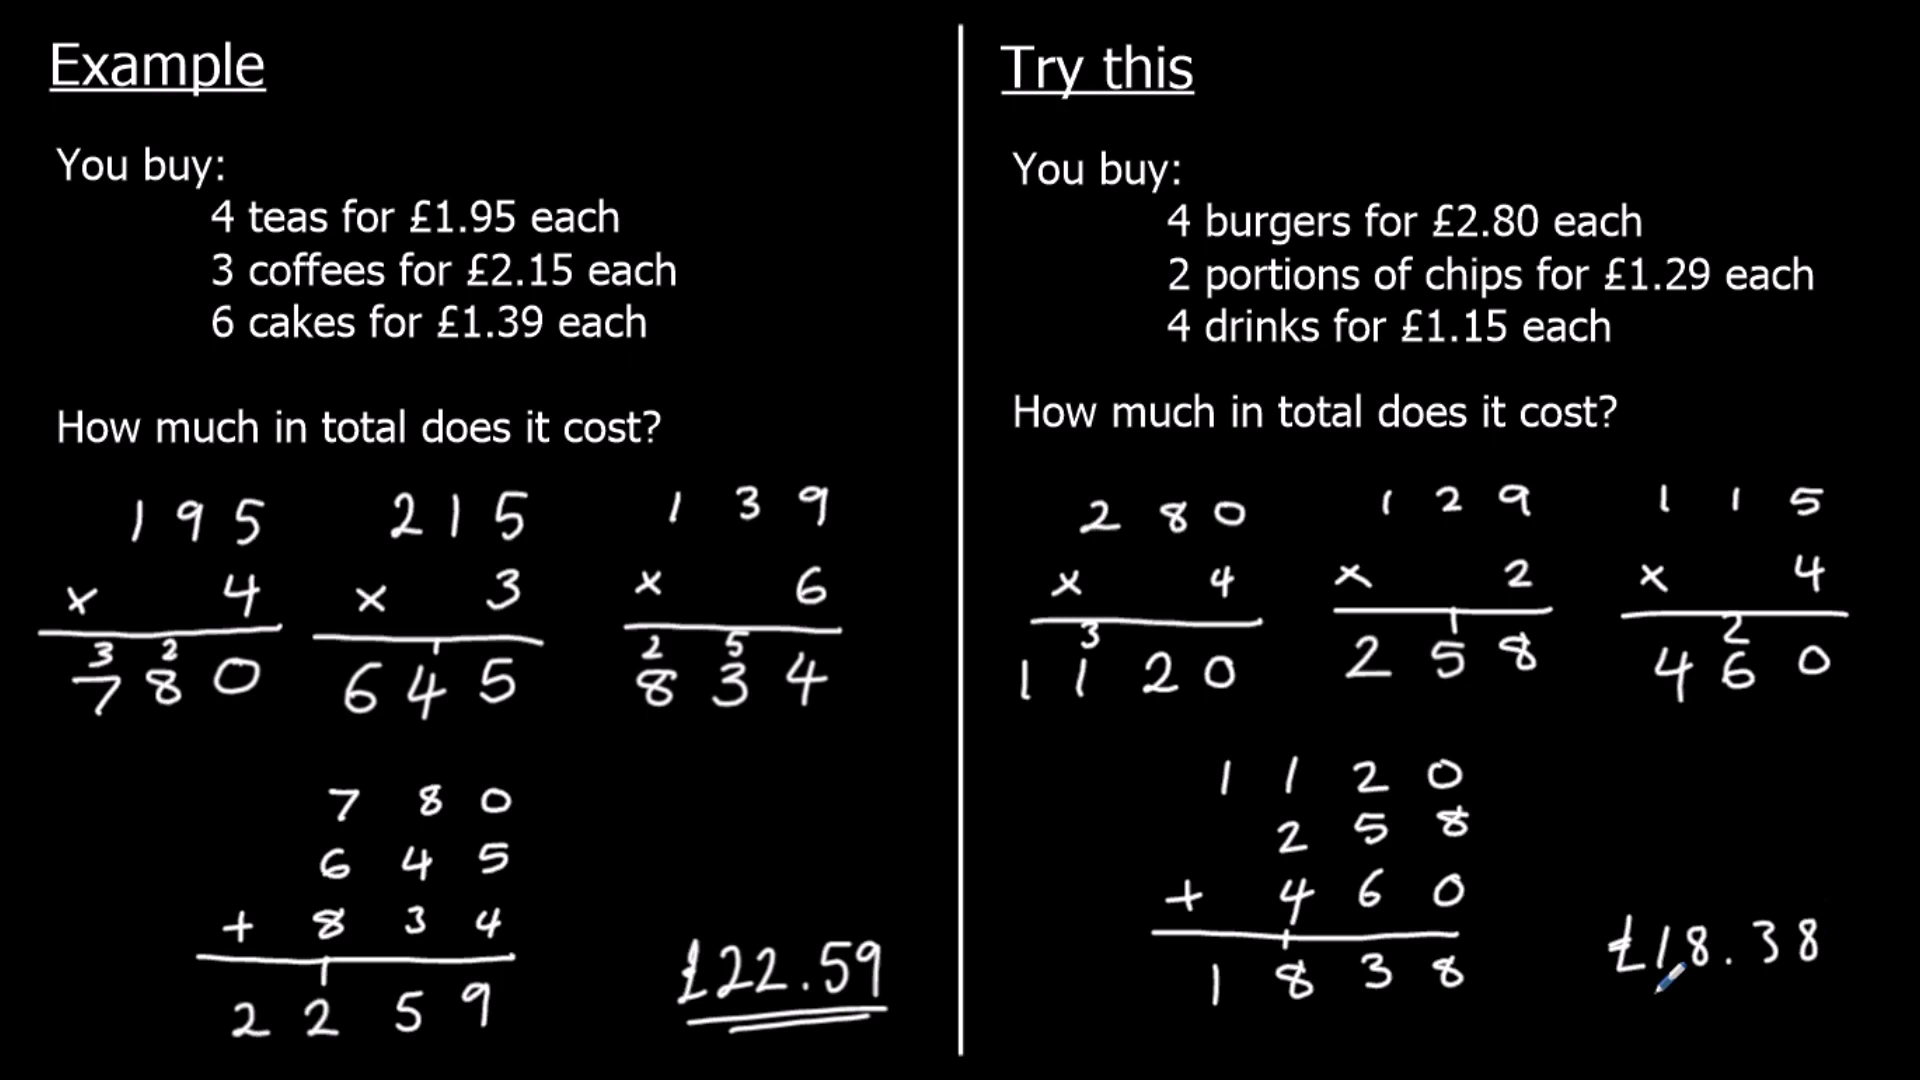 Example
You buy:
4 teas for £1.95 each
3 coffees for £2.15 each
6 cakes for £1.39 each
How much in total does it cost?
195 215 139
x 4 x 3 x 6
3 2 1 2 5
780 645 834
780
645
+ 834
1
2259
£22.59
Try this
You buy:
4 burgers for £2.80 each
2 portions of chips for £1.29 each
4 drinks for £1.15 each
How much in total does it cost?
280 129 115
x 4 x 2 x 4
3 1 2
1120 258 460
1120
258
+ 460
1
1838
£18.38